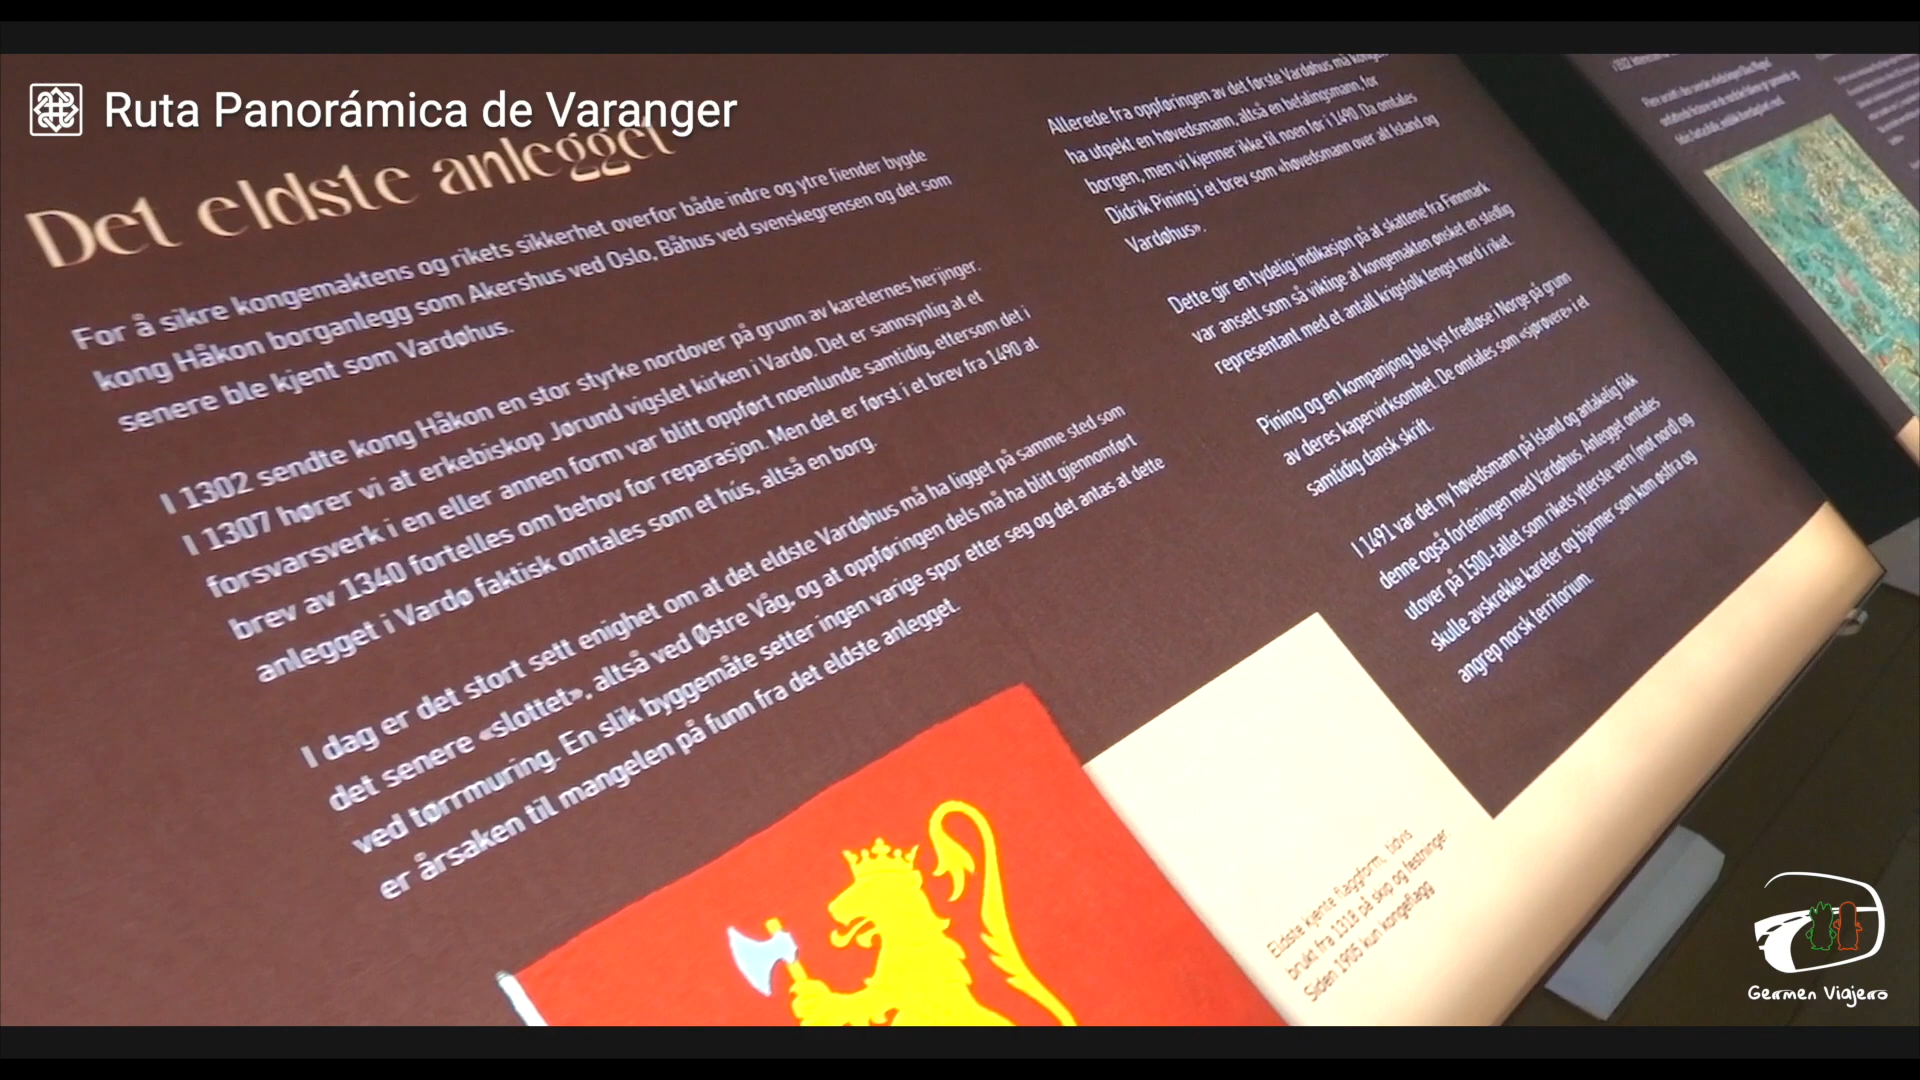 Ruta Panorámica de Varanger
Det eldste anlegget
For å sikre kongemaktens og rikets sikkerhet overfor både indre og ytre fiender bygde
kong Håkon borganlegg som Akershus ved Oslo, Båhus ved svenskegrensen og det som
senere ble kjent som Vardøhus.
I 1302 sendte kong Håkon en stor styrke nordover på grunn av karelernes herjinger.
I 1307 hører vi at erkebiskop Jørund vigslet kirken i Vardø. Det er sannsynlig at et
forsvarsverk i en eller annen form var blitt oppført noenlunde samtidig, ettersom det i
brev av 1340 fortelles om behov for reparasjon. Men det er først i et brev fra 1490 at
anlegget i Vardø faktisk omtales som et hús, altså en borg.
I dag er det stort sett enighet om at det eldste Vardøhus må ha ligget på samme sted som
det senere «slottet», altså ved Østre Våg, og at oppføringen dels må ha blitt gjennomført
ved tørrmuring. En slik byggemåte setter ingen varige spor etter seg og det antas at dette
er årsaken til mangelen på funn fra det eldste anlegget.
Allerede fra oppføringen av det første Vardøhus må
ha utpekt en høvedsmann, altså en befalingsmann, for
borgen, men vi kjenner ikke til noen før i 1490. Da omtales
Didrik Pining i et brev som «høvedsmann over alt Island og
Vardøhus».
Dette gir en tydelig indikasjon på at skattene fra Finnmark
var ansett som så viktige at kongemakten ønsket en stedlig
representant med et antall krigsfolk lengst nord i riket.
Pining og en kompanjong ble lyst fredløse i Norge på grunn
av deres kapervirksomhet. De omtales som «sjørøvere» i et
samtidig dansk skrift.
I 1491 var det ny høvedsmann på Island og antakelig fikk
denne også forleningen med Vardøhus. Anlegget omtales
utover på 1500-tallet som rikets ytterste vern (mot nord) og
skulle avskrekke kareler og bjarmer som kom østfra og
angrep norsk territorium.
Eldste kjente flaggform, tidvis
brukt fra 1318 på skip og festninger
Siden 1905 kun kongeflagg
Germen Viajero